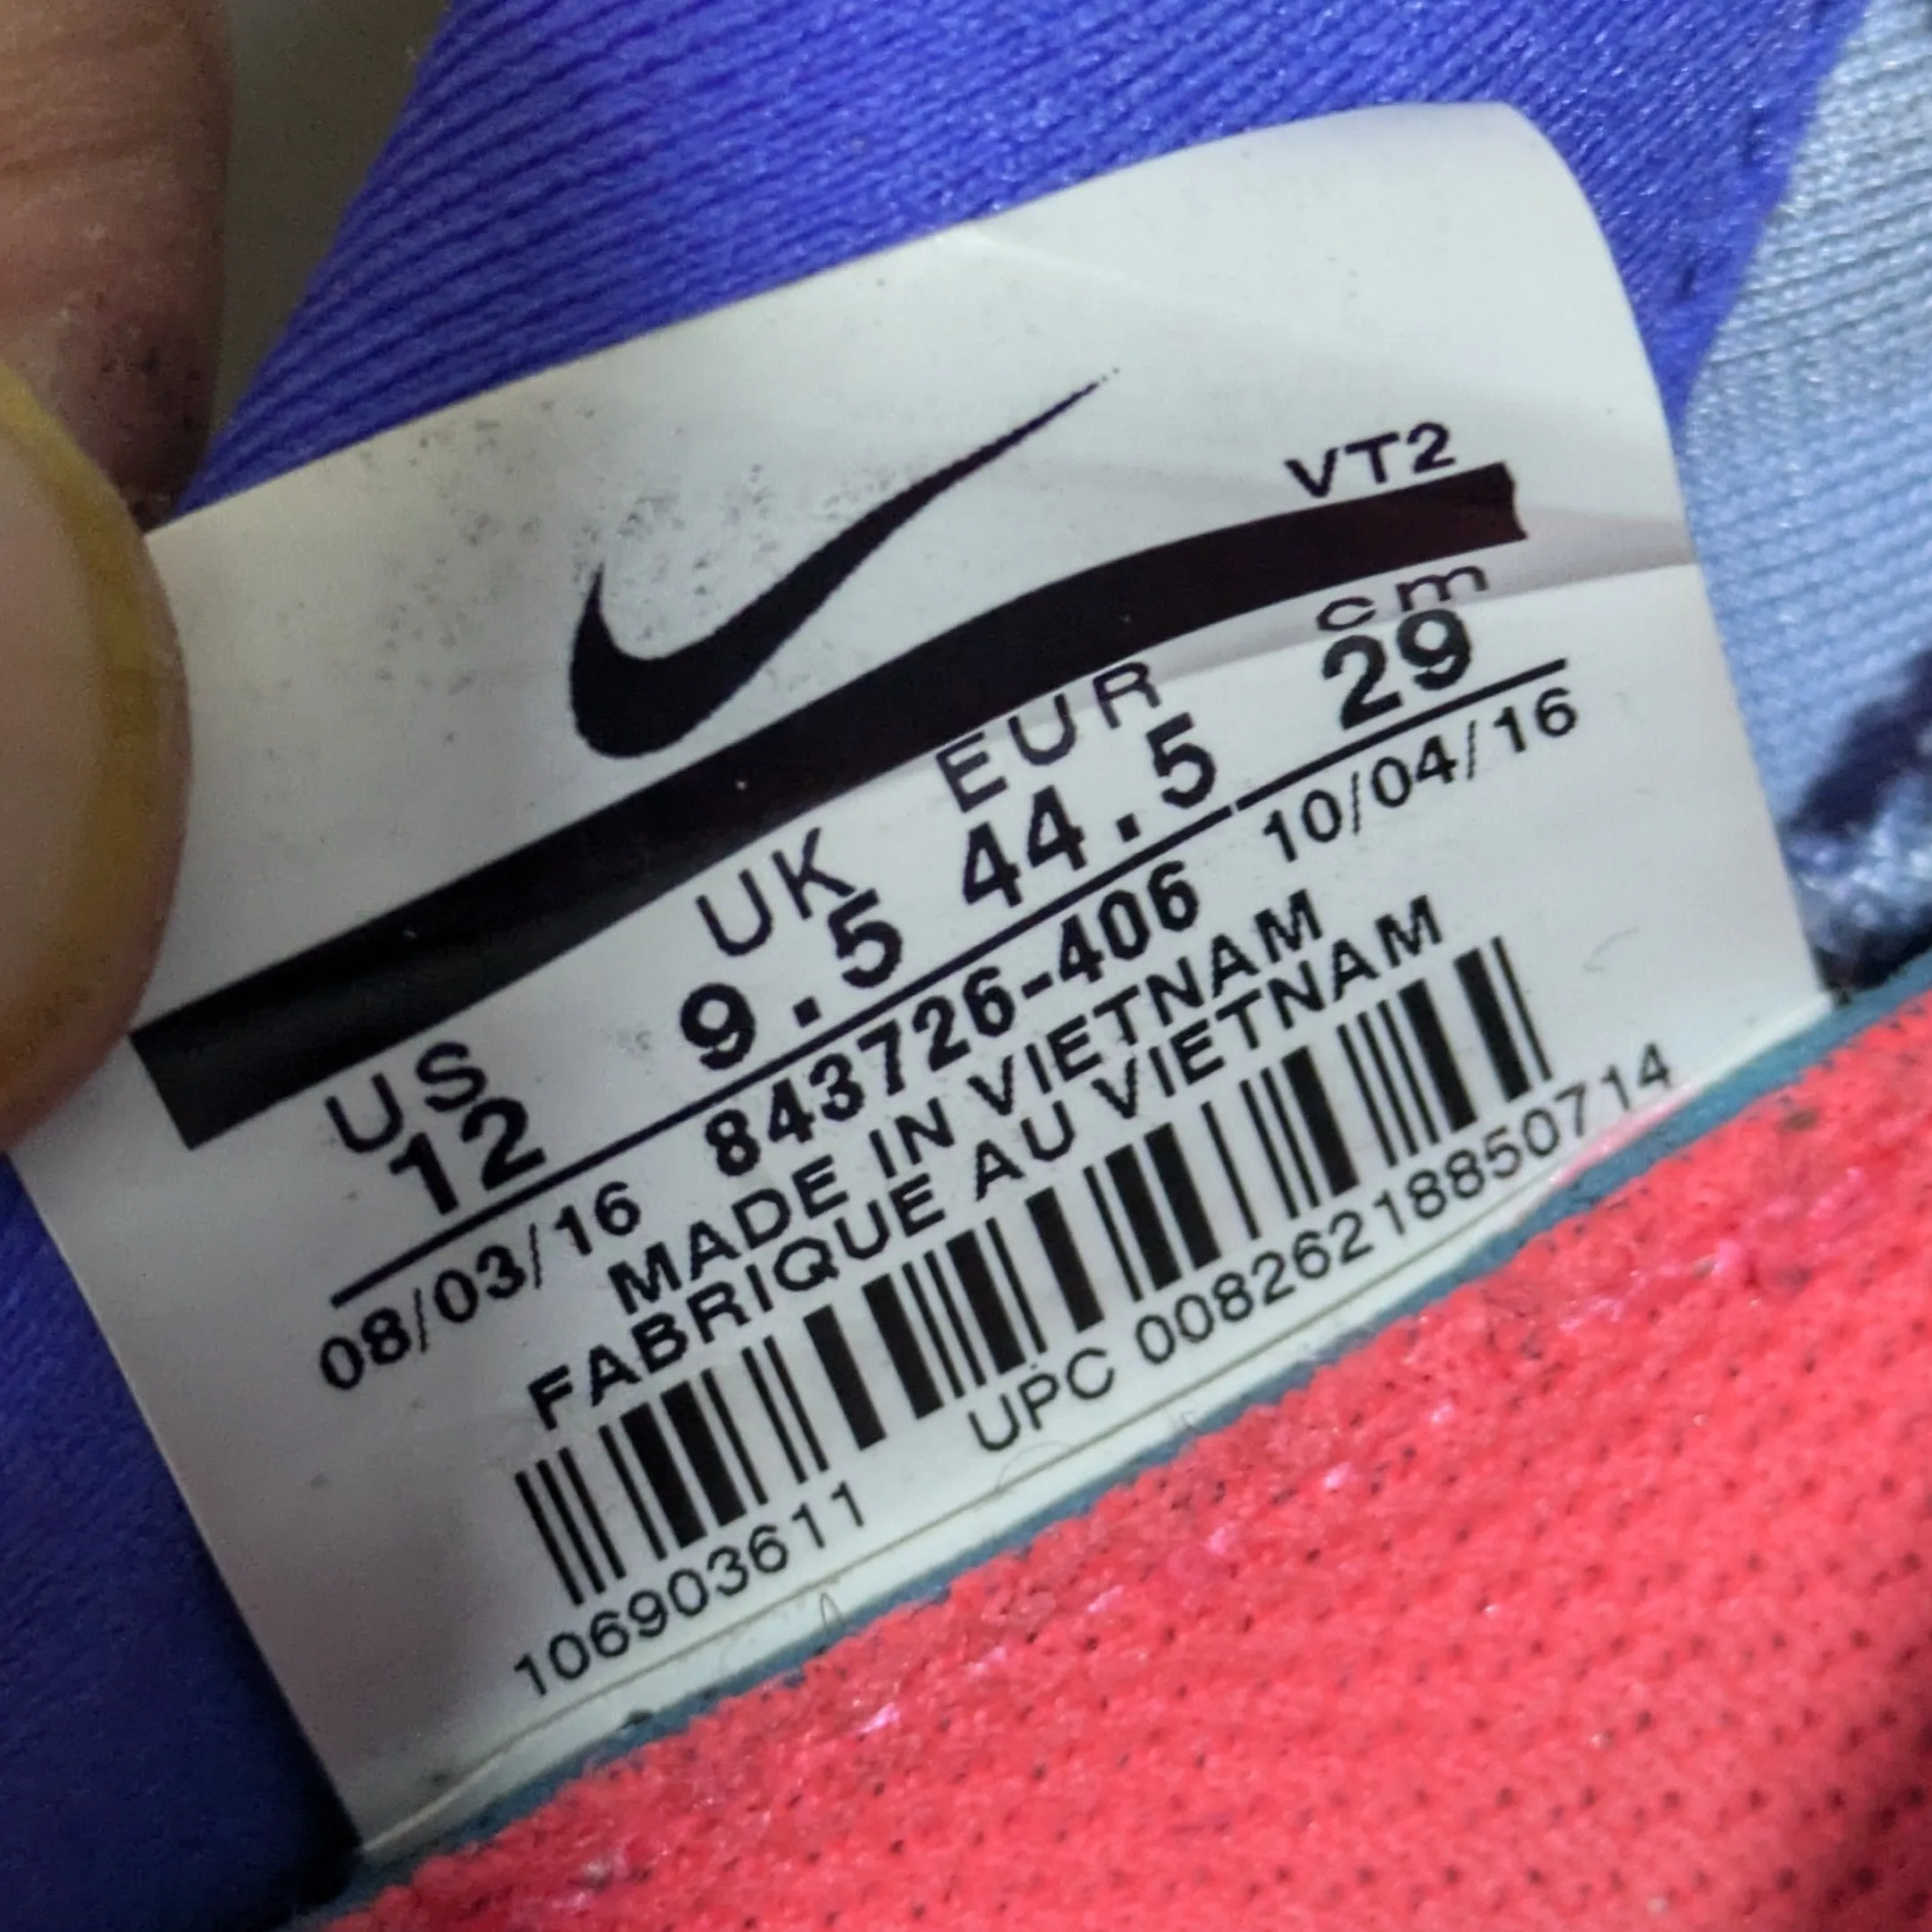 VT2
US UK EUR cm
12 9.5 44.5 29
08/03/16 843726-406 10/04/16
MADE IN VIETNAM
FABRIQUE AU VIETNAM
106903611 UPC 00826218850714